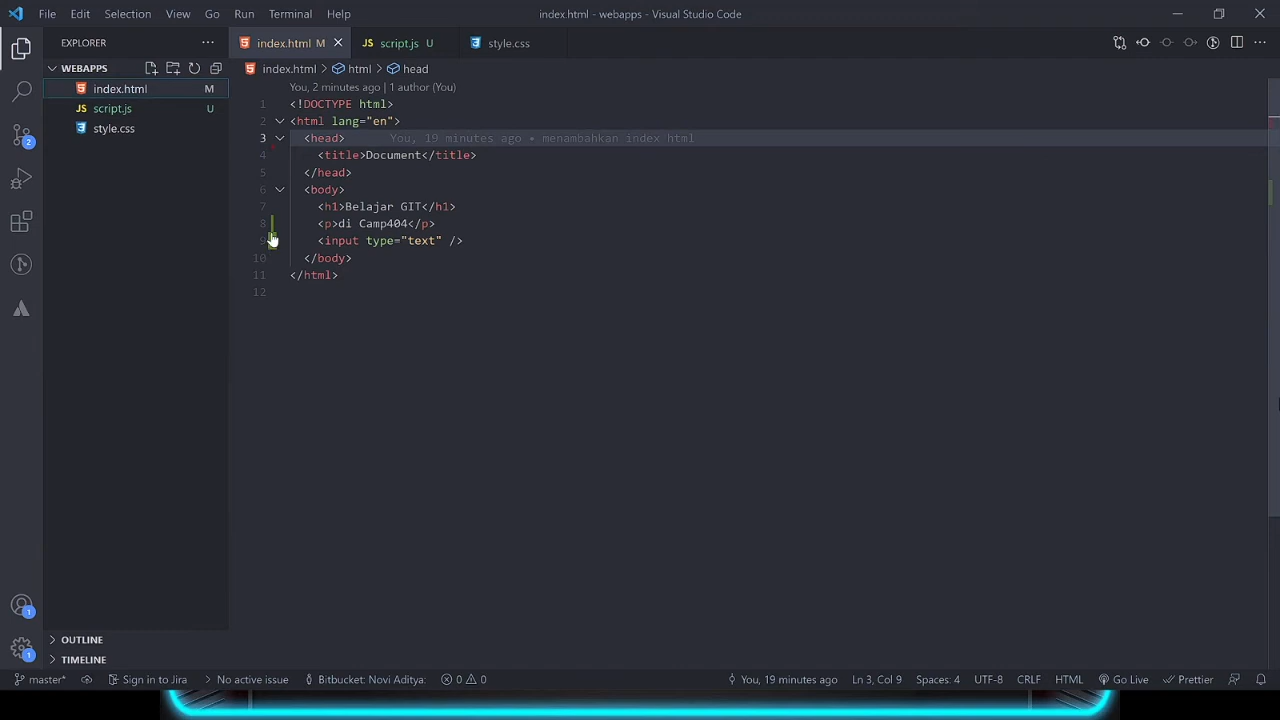 File Edit Selection View Go Run Terminal Help
index.html - webapps - Visual Studio Code
EXPLORER
index.html M
JS script.js U
style.css
WEBAPPS
index.html M
JS script.js U
style.css
index.html > html > head
You, 2 minutes ago | 1 author (You)
1 <!DOCTYPE html>
2 <html lang="en">
3 <head> You, 19 minutes ago • menambahkan index html
4 <title>Document</title>
5 </head>
6 <body>
7 <h1>Belajar GIT</h1>
8 <p>di Camp404</p>
9 <input type="text" />
10 </body>
11 </html>
12
2
1
1
OUTLINE
TIMELINE
master* Sign in to Jira No active issue Bitbucket: Novi Aditya: 0 0 You, 19 minutes ago Ln 3, Col 9 Spaces: 4 UTF-8 CRLF HTML Go Live Prettier